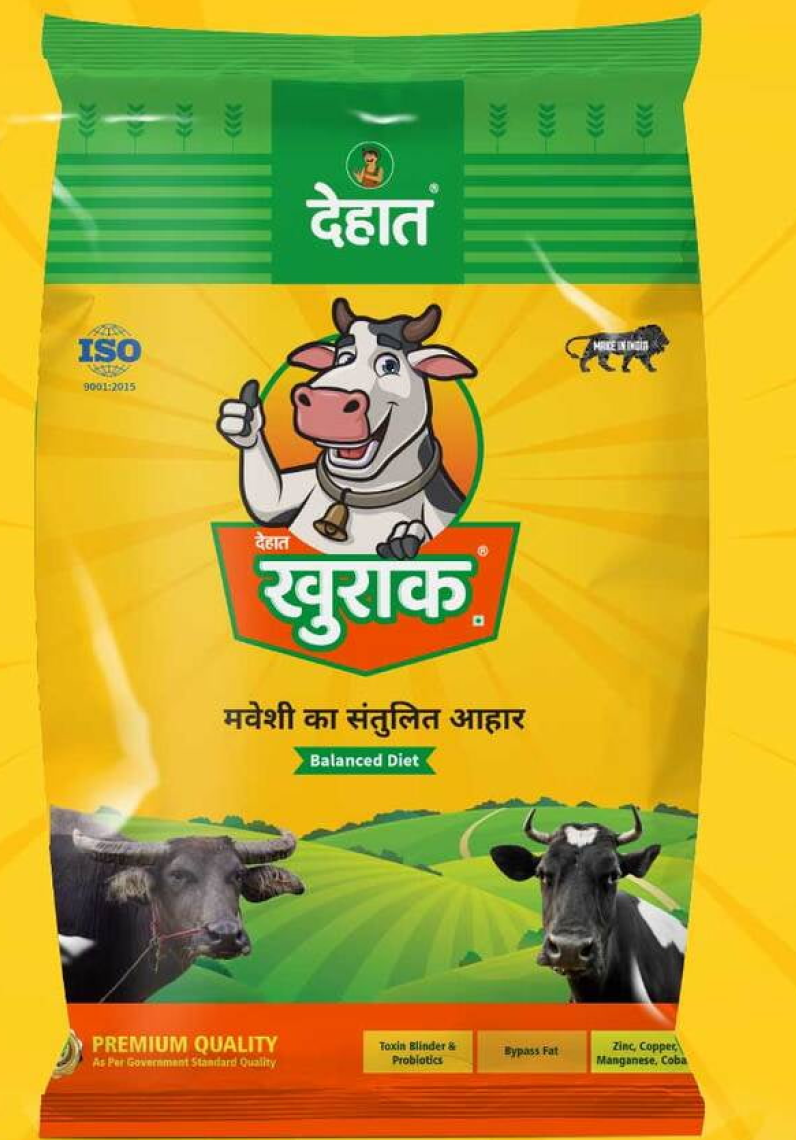 देहात®
ISO
9001:2015
MAKE IN INDIA
देहात
खुराक®
मवेशी का संतुलित आहार
Balanced Diet
PREMIUM QUALITY
As Per Government Standard Quality
Toxin Blinder &
Probiotics
Bypass Fat
Zinc, Copper,
Manganese, Coba